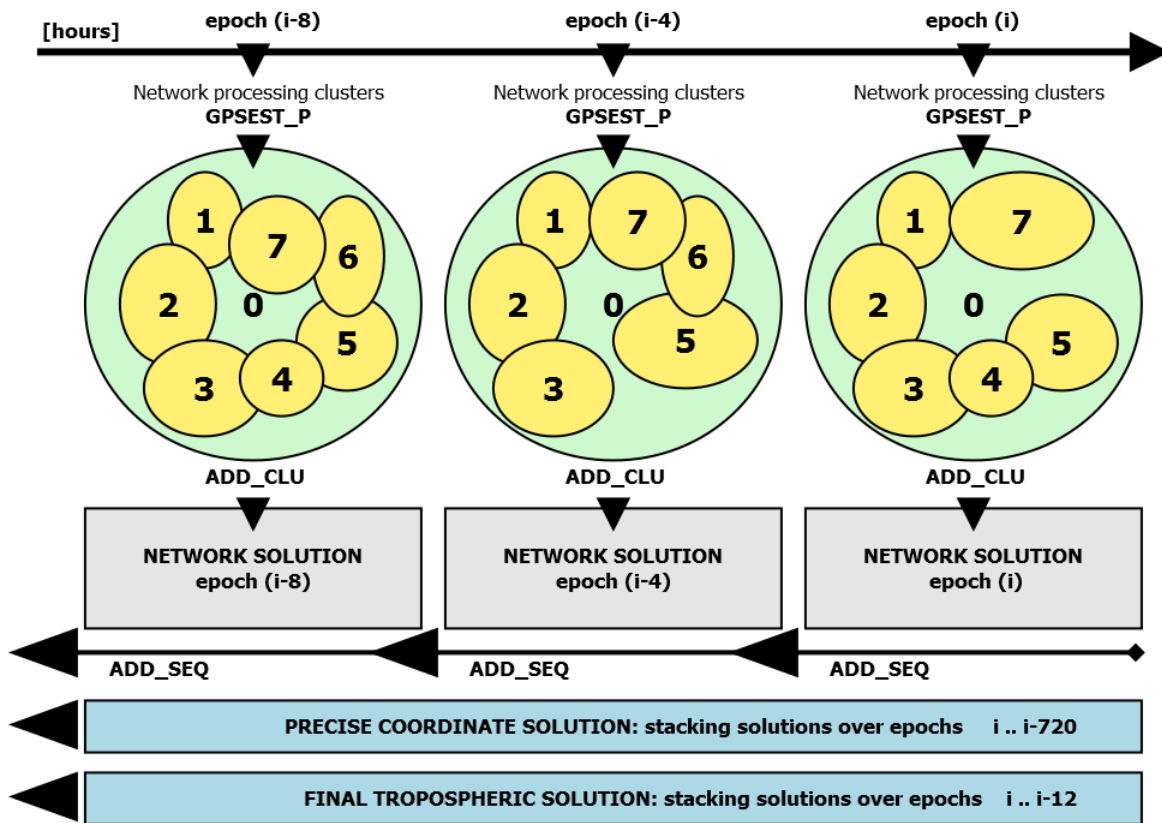 [hours]
epoch (i-8)
epoch (i-4)
epoch (i)
Network processing clusters
GPSEST_P
Network processing clusters
GPSEST_P
Network processing clusters
GPSEST_P
1
7
6
2
0
5
3
4
1
7
6
2
0
5
3
1
7
2
0
5
3
4
ADD_CLU
ADD_CLU
ADD_CLU
NETWORK SOLUTION
epoch (i-8)
NETWORK SOLUTION
epoch (i-4)
NETWORK SOLUTION
epoch (i)
ADD_SEQ
ADD_SEQ
ADD_SEQ
PRECISE COORDINATE SOLUTION: stacking solutions over epochs i .. i-720
FINAL TROPOSPHERIC SOLUTION: stacking solutions over epochs i .. i-12